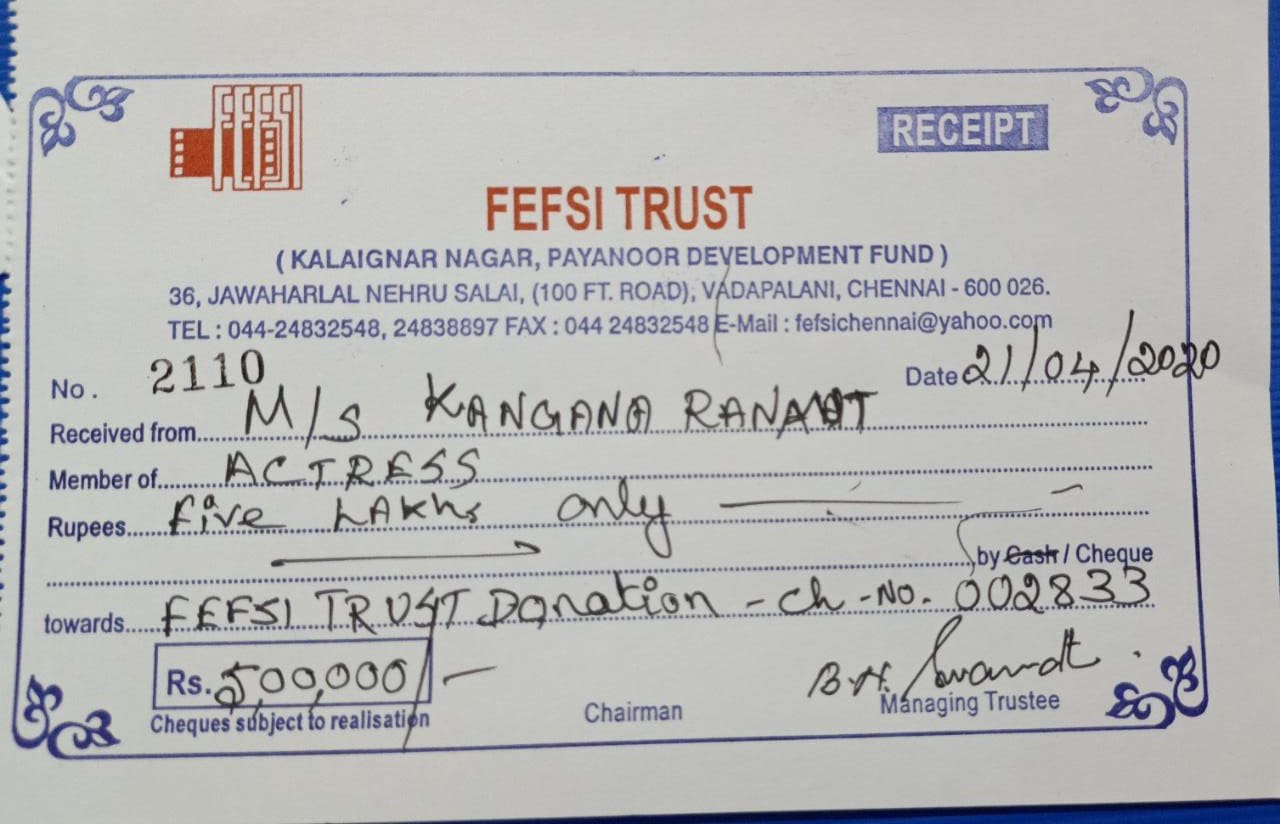 FEFSI
RECEIPT
FEFSI TRUST
( KALAIGNAR NAGAR, PAYANOOR DEVELOPMENT FUND )
36, JAWAHARLAL NEHRU SALAI, (100 FT. ROAD), VADAPALANI, CHENNAI - 600 026.
TEL : 044-24832548, 24838897 FAX : 044 24832548 E-Mail : fefsichennai@yahoo.com
No. 2110 Date 21/04/2020
Received from M/S KANGANA RANAUT
Member of ACTRESS
Rupees five LAKhs only
by Cash / Cheque
towards FEFSI TRUST Donation - ch - No. 002833
Rs. 500,000/-
Cheques subject to realisation Chairman Managing Trustee